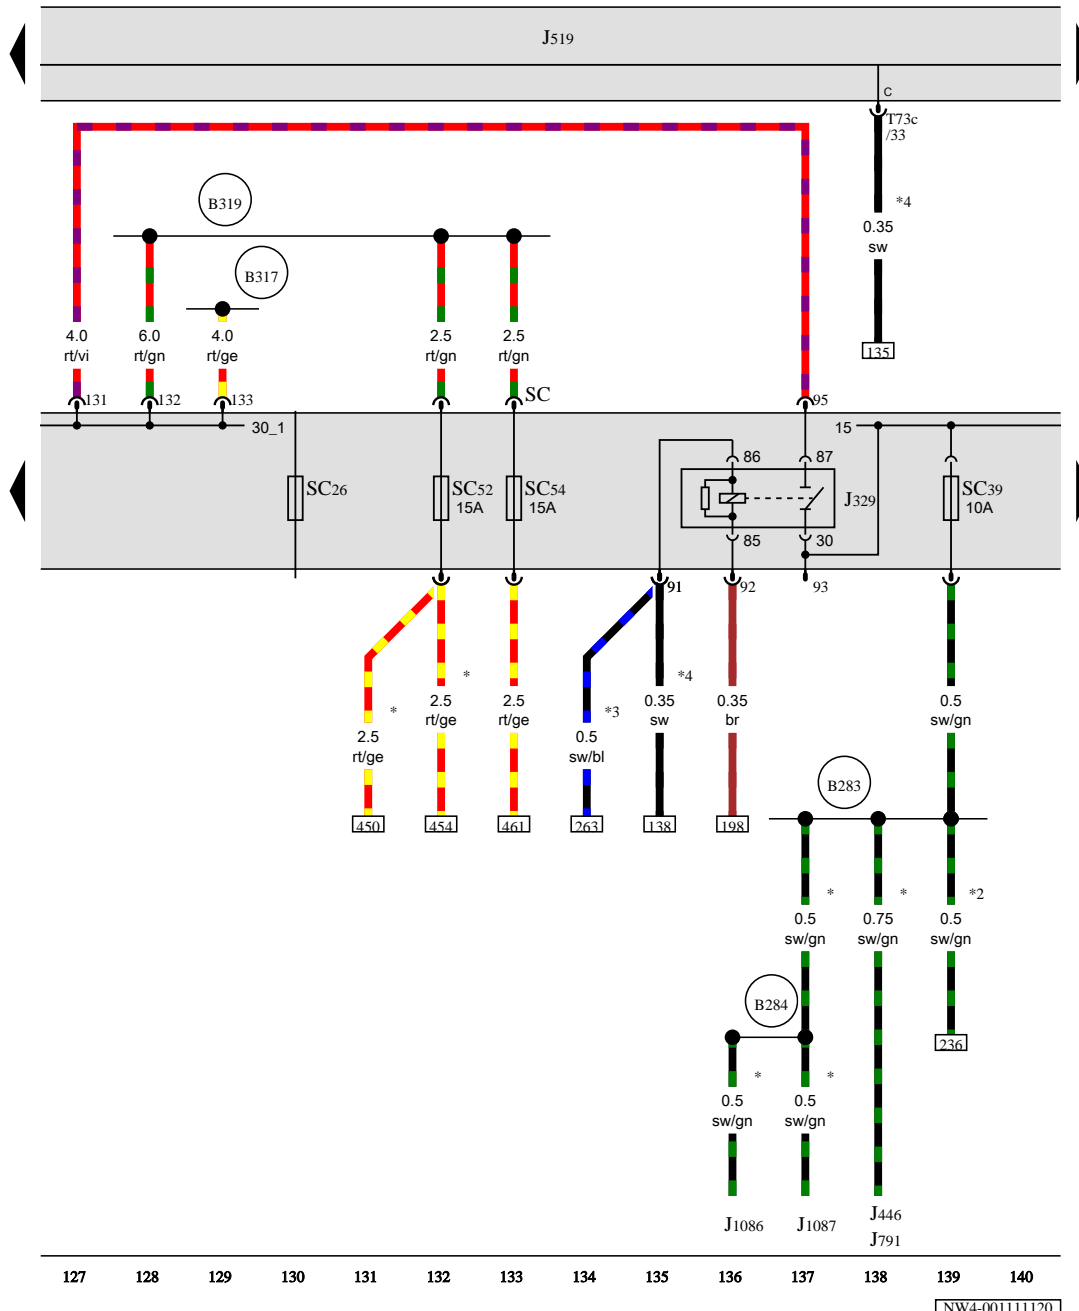 J519
C
T73c
/33
*4
0.35
sw
135
B319
B317
4.0
rt/vi
6.0
rt/gn
4.0
rt/ge
2.5
rt/gn
2.5
rt/gn
131
132
133
SC
95
30_1
15
86
87
SC26
SC52
15A
SC54
15A
J329
SC39
10A
85
30
91
92
93
*
2.5
rt/ge
*
2.5
rt/ge
2.5
rt/ge
*3
0.5
sw/bl
*4
0.35
sw
0.35
br
0.5
sw/gn
450
454
461
263
138
198
B283
*
0.5
sw/gn
*
0.75
sw/gn
*2
0.5
sw/gn
B284
236
*
0.5
sw/gn
*
0.5
sw/gn
J1086
J1087
J446
J791
127 128 129 130 131 132 133 134 135 136 137 138 139 140
NW4-001111120